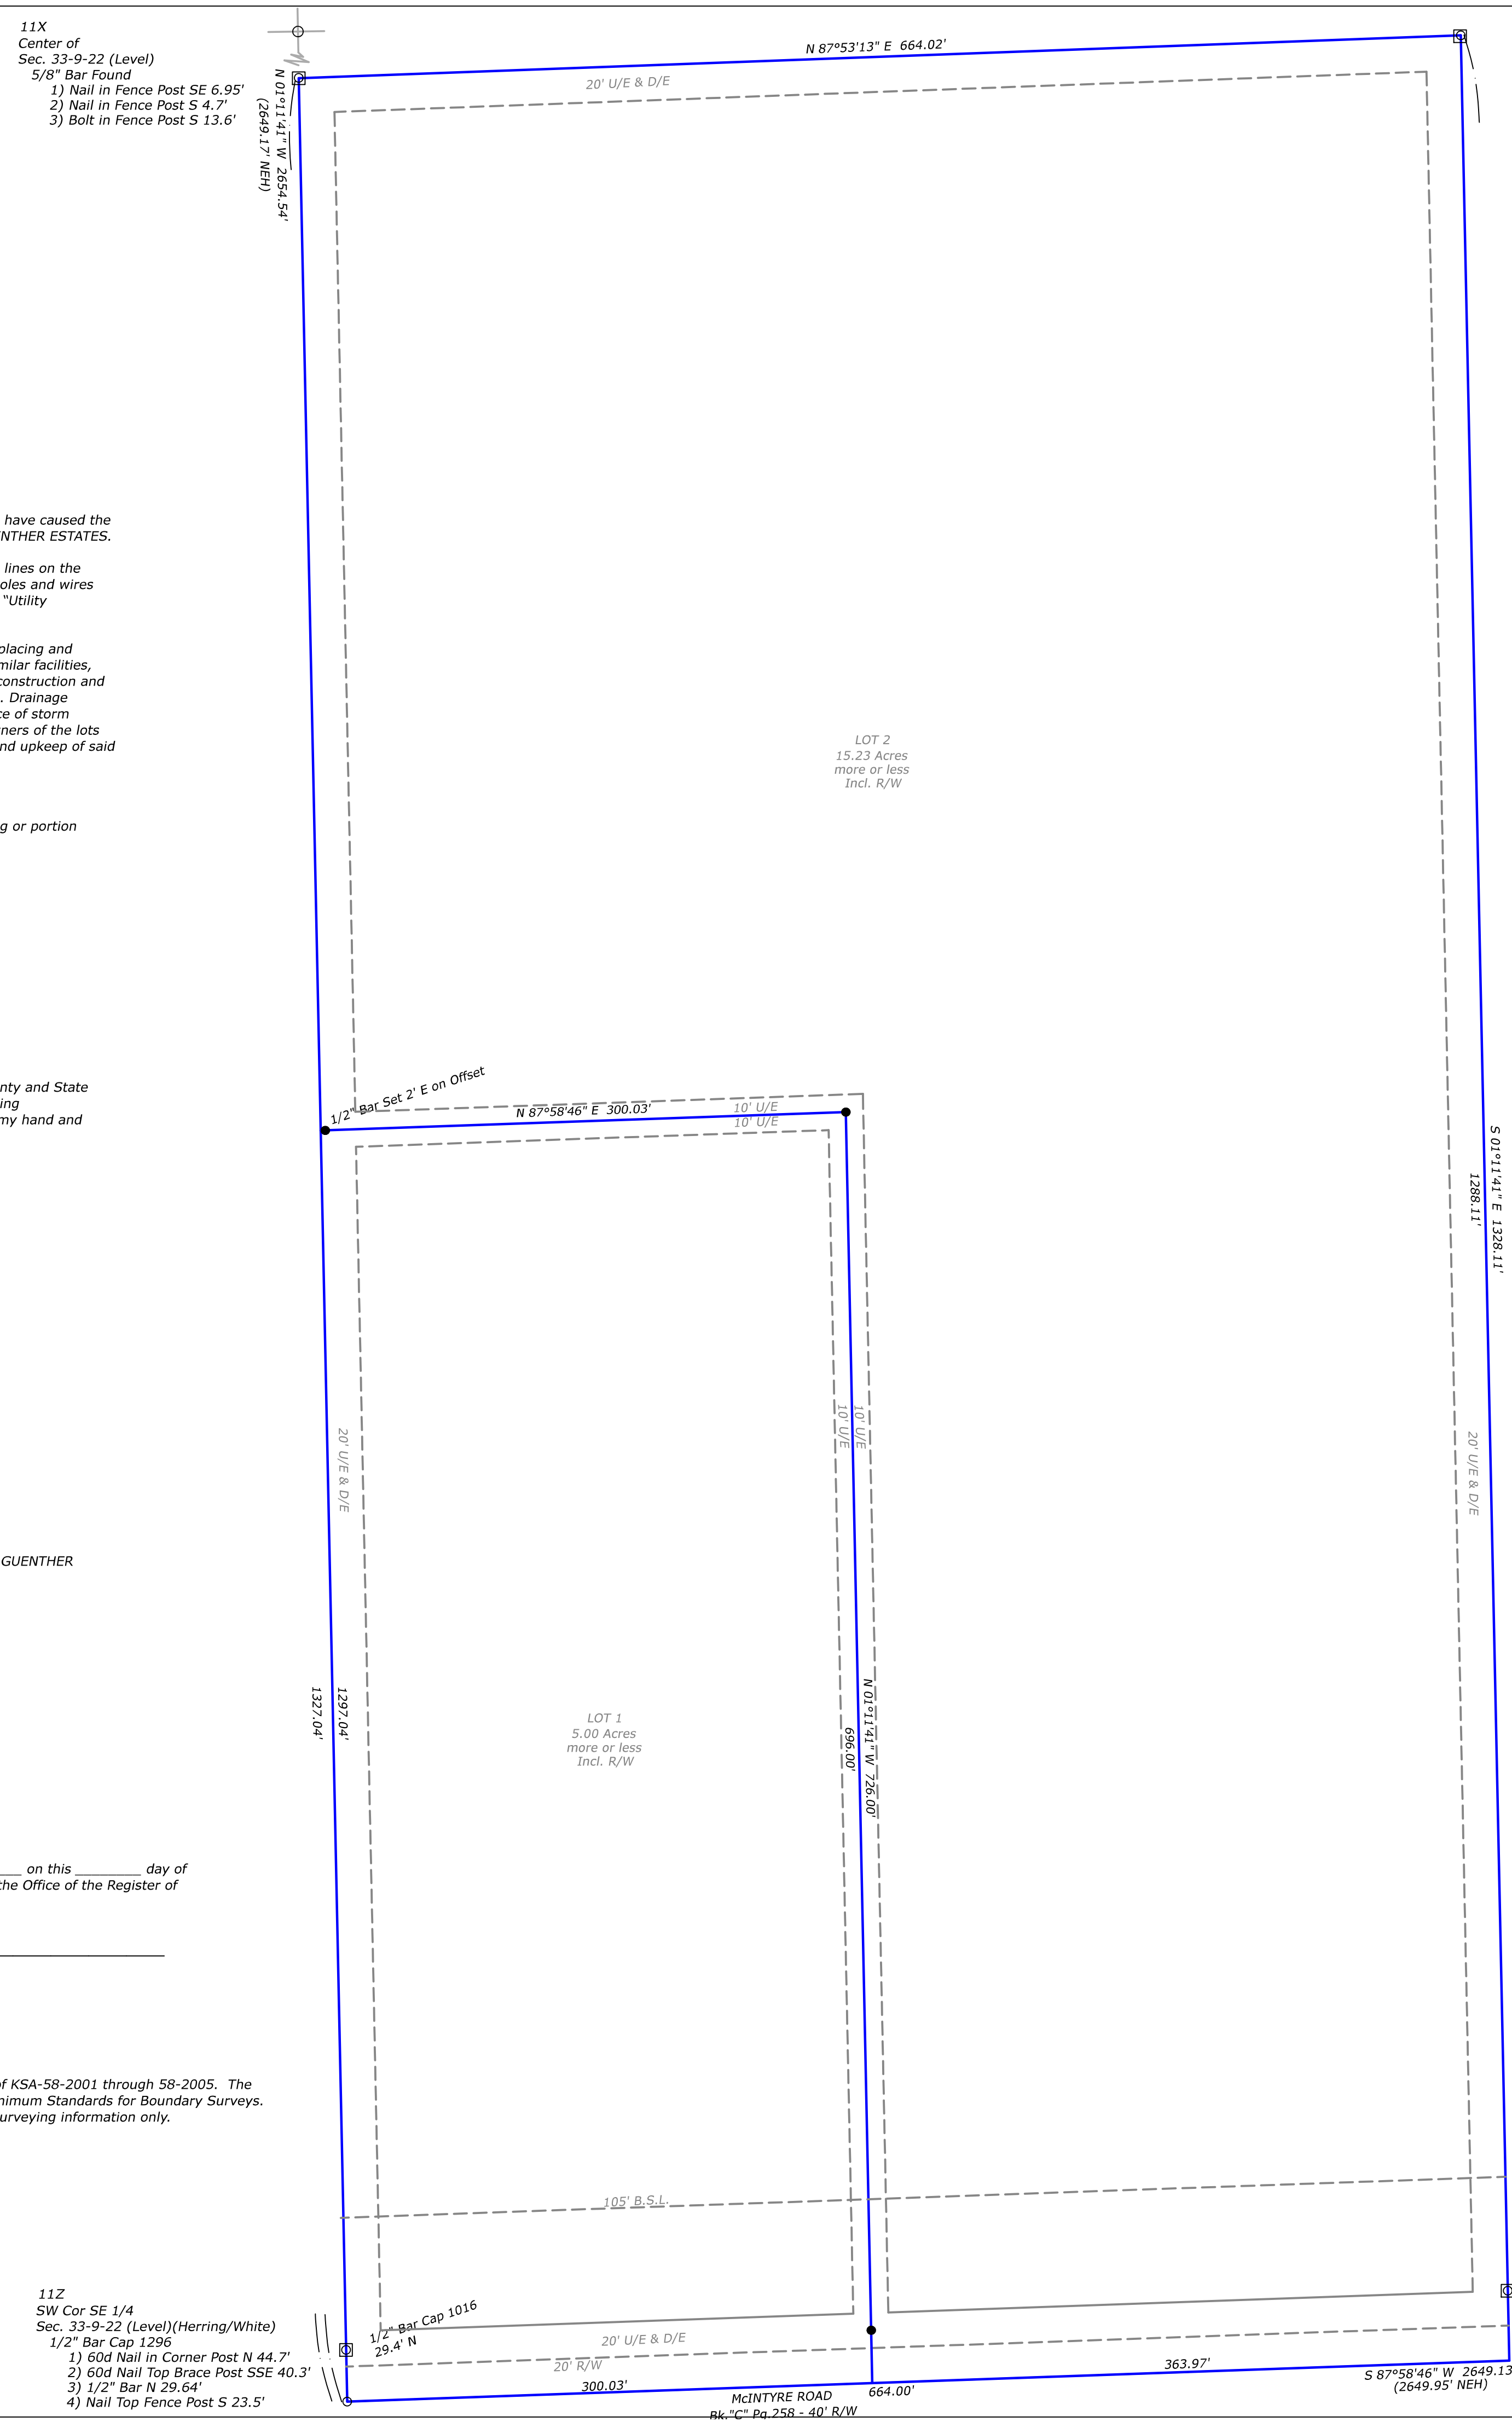 11X
Center of
Sec. 33-9-22 (Level)
5/8" Bar Found
1) Nail in Fence Post SE 6.95'
2) Nail in Fence Post S 4.7'
3) Bolt in Fence Post S 13.6'
N 87°53'13" E 664.02'
20' U/E & D/E
N 01°11'41" W 2654.54'
(2649.17' NEH)
have caused the
ENTHER ESTATES.
lines on the
poles and wires
"Utility
placing and
milar facilities,
construction and
. Drainage
ce of storm
ners of the lots
nd upkeep of said
g or portion
LOT 2
15.23 Acres
more or less
Incl. R/W
nty and State
ing
my hand and
1/2" Bar Set 2' E on Offset
N 87°58'46" E 300.03'
10' U/E
10' U/E
S 01°11'41" E 1328.11'
1288.11'
20' U/E & D/E
10' U/E
10' U/E
20' U/E & D/E
GUENTHER
1327.04'
1297.04'
LOT 1
5.00 Acres
more or less
Incl. R/W
696.00'
N 01°11'41" W 726.00'
____ on this _________ day of
the Office of the Register of
of KSA-58-2001 through 58-2005. The
nimum Standards for Boundary Surveys.
urveying information only.
105' B.S.L.
11Z
SW Cor SE 1/4
Sec. 33-9-22 (Level)(Herring/White)
1/2" Bar Cap 1296
1) 60d Nail in Corner Post N 44.7'
2) 60d Nail Top Brace Post SSE 40.3'
3) 1/2" Bar N 29.64'
4) Nail Top Fence Post S 23.5'
1/2" Bar Cap 1016
29.4' N
20' U/E & D/E
20' R/W
300.03'
McINTYRE ROAD
Bk."C" Pg.258 - 40' R/W
664.00'
363.97'
S 87°58'46" W 2649.13
(2649.95' NEH)